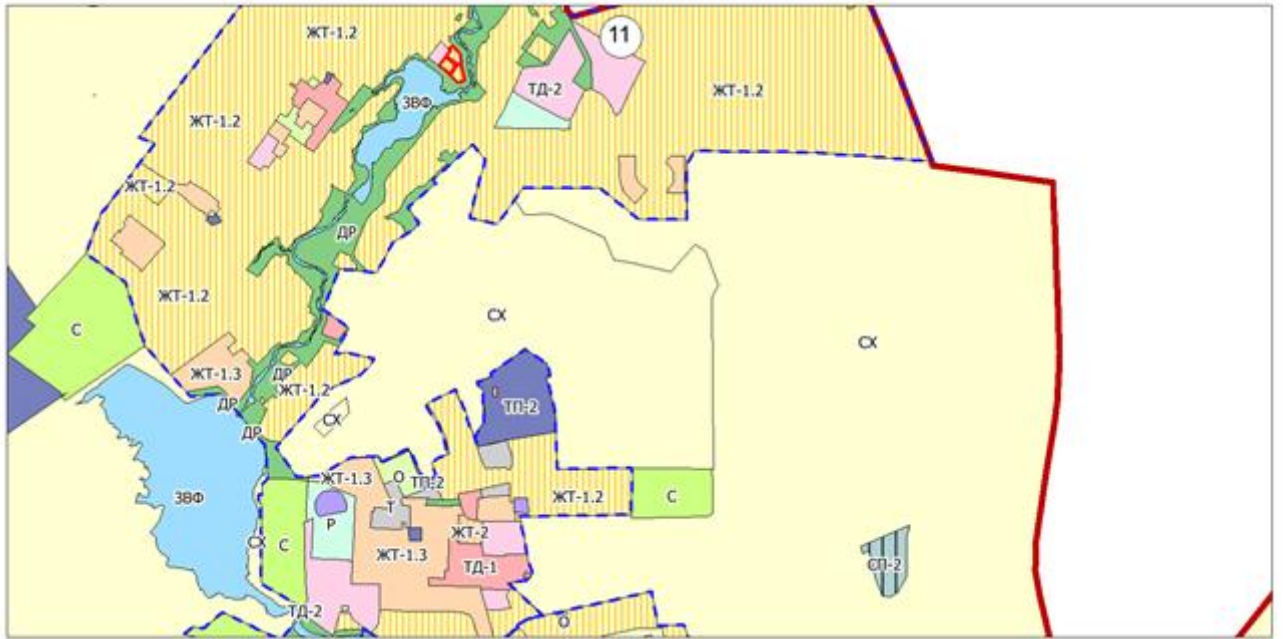 ЖТ-1.2
11
ТД-2
ЖТ-1.2
ЗВФ
ЖТ-1.2
ЖТ-1.2
ДР
ЖТ-1.2
СХ
С
СХ
ЖТ-1.3
ДР
ЖТ-1.2
ДР
ТП-2
СХ
ДР
ЖТ-1.3
О
ТП-2
ЗВФ
ЖТ-1.2
С
Т
Р
ЖТ-2
СХ
С
ЖТ-1.3
ТД-1
СП-2
ТД-2
О